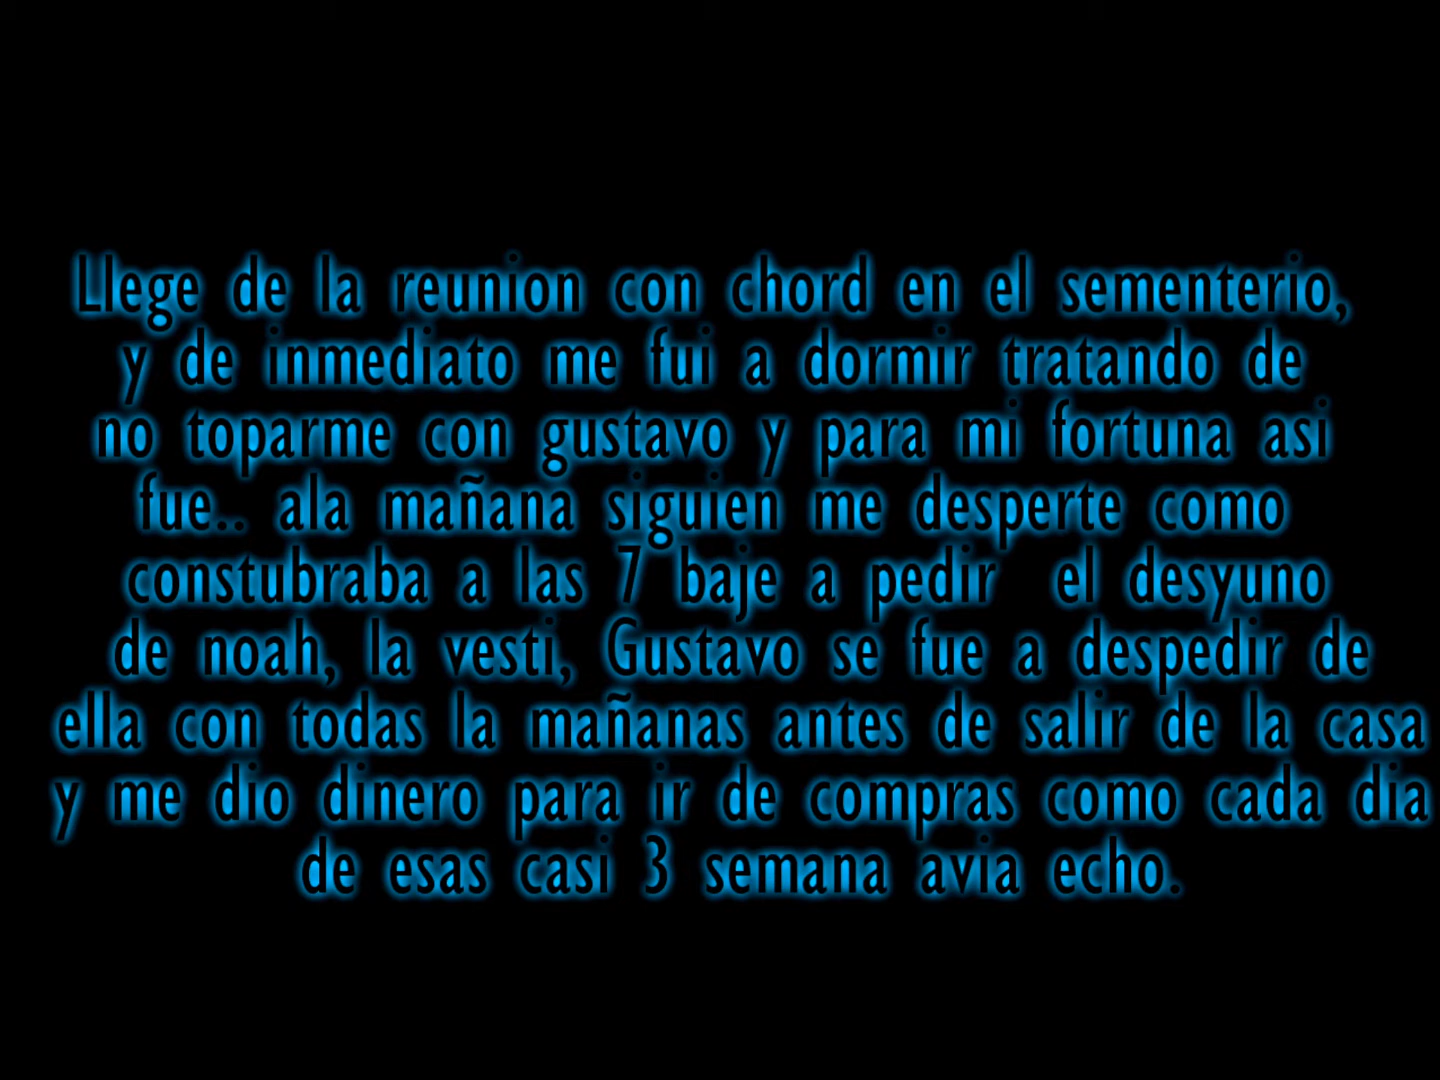 Llege de la reunion con chord en el sementerio,
y de inmediato me fui a dormir tratando de
no toparme con gustavo y para mi fortuna asi
fue.. ala mañana siguien me desperte como
constubraba a las 7 baje a pedir el desyuno
de noah, la vesti, Gustavo se fue a despedir de
ella con todas la mañanas antes de salir de la casa
y me dio dinero para ir de compras como cada dia
de esas casi 3 semana avia echo.